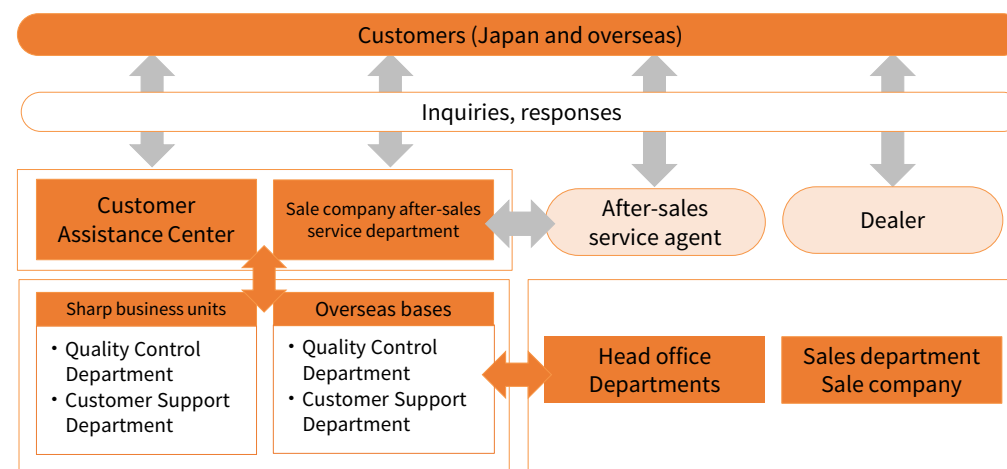 Customers (Japan and overseas)
Inquiries, responses
Customer
Assistance Center
Sale company after-sales
service department
After-sales
service agent
Dealer
Sharp business units
・Quality Control
Department
・Customer Support
Department
Overseas bases
・Quality Control
Department
・Customer Support
Department
Head office
Departments
Sales department
Sale company